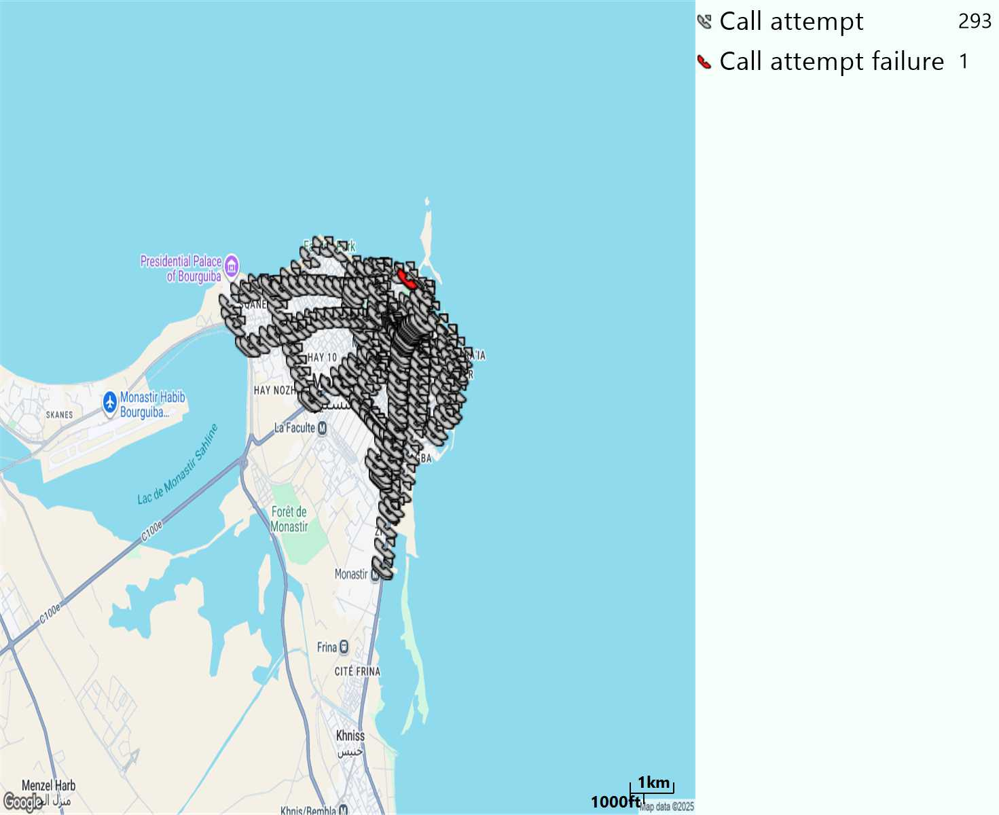 Call attempt 293
Call attempt failure 1
Presidential Palace
of Bourguiba
HAY 10
Monastir Habib
Bourguiba...
SKANES
La Faculte
Lac de Monastir Sahline
Forêt de
Monastir
C100e
Monastir
C100e
Frina
CITÉ FRINA
Khniss
خنيس
Menzel Harb
Khnis/Bembla
Google
1km
1000ft
Map data ©2025